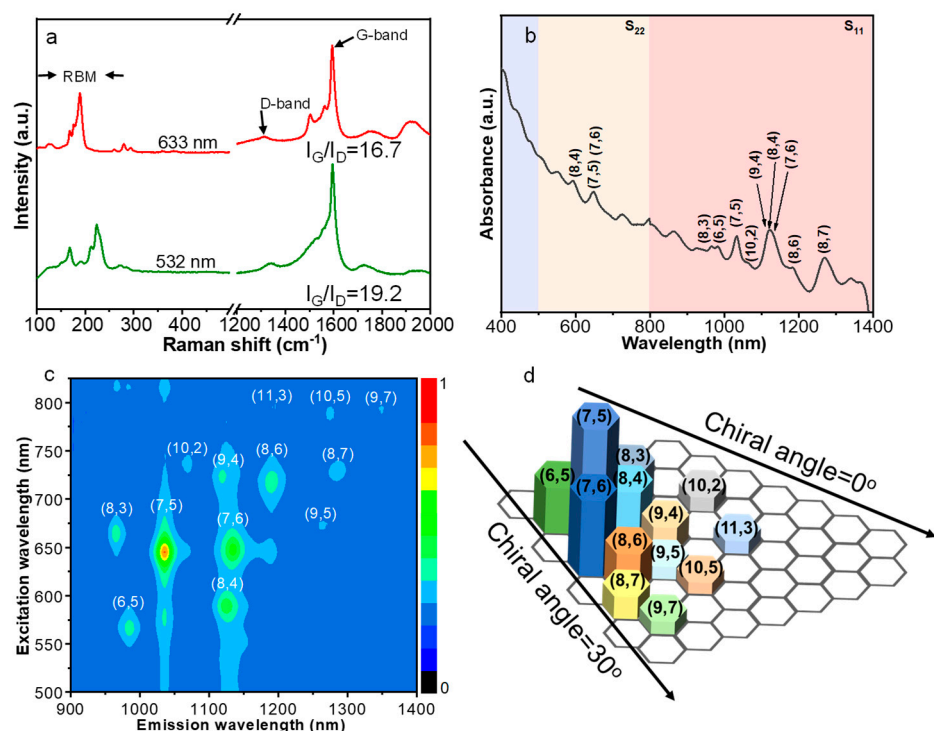 a
G-band
RBM
D-band
633 nm
I_G/I_D=16.7
532 nm
I_G/I_D=19.2
Intensity (a.u.)
100 200 300 400 1200 1400 1600 1800 2000
Raman shift (cm⁻¹)
b
S₂₂
S₁₁
(8,4)
(7,5) (7,6)
(8,3)
(6,5)
(7,5)
(10,2)
(9,4)
(8,4)
(7,6)
(8,6)
(8,7)
Absorbance (a.u.)
400 600 800 1000 1200 1400
Wavelength (nm)
c
800
750
700
650
600
550
500
Excitation wavelength (nm)
(11,3) (10,5) (9,7)
(10,2)
(9,4)
(8,6)
(8,7)
(8,3)
(7,5)
(7,6)
(9,5)
(8,4)
(6,5)
1
0
900 1000 1100 1200 1300 1400
Emission wavelength (nm)
d
Chiral angle=0°
Chiral angle=30°
(7,5)
(6,5)
(8,3)
(7,6)
(8,4)
(10,2)
(9,4)
(11,3)
(8,6)
(9,5)
(10,5)
(8,7)
(9,7)